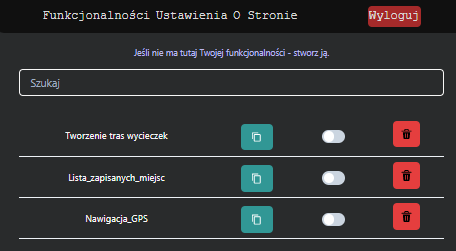 Funkcjonalności Ustawienia O Stronie Wyloguj
Jeśli nie ma tutaj Twojej funkcjonalności - stworz ją.
Szukaj
Tworzenie tras wycieczek
Lista_zapisanych_miejsc
Nawigacja_GPS